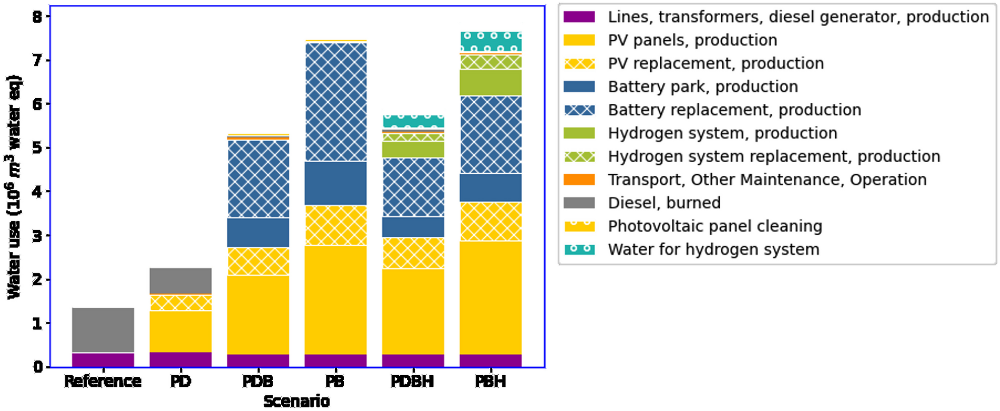 Water use (10⁶ m³ water eq)
8
7
6
5
4
3
2
1
0
Reference PD PDB PB PDBH PBH
Scenario
Lines, transformers, diesel generator, production
PV panels, production
PV replacement, production
Battery park, production
Battery replacement, production
Hydrogen system, production
Hydrogen system replacement, production
Transport, Other Maintenance, Operation
Diesel, burned
Photovoltaic panel cleaning
Water for hydrogen system